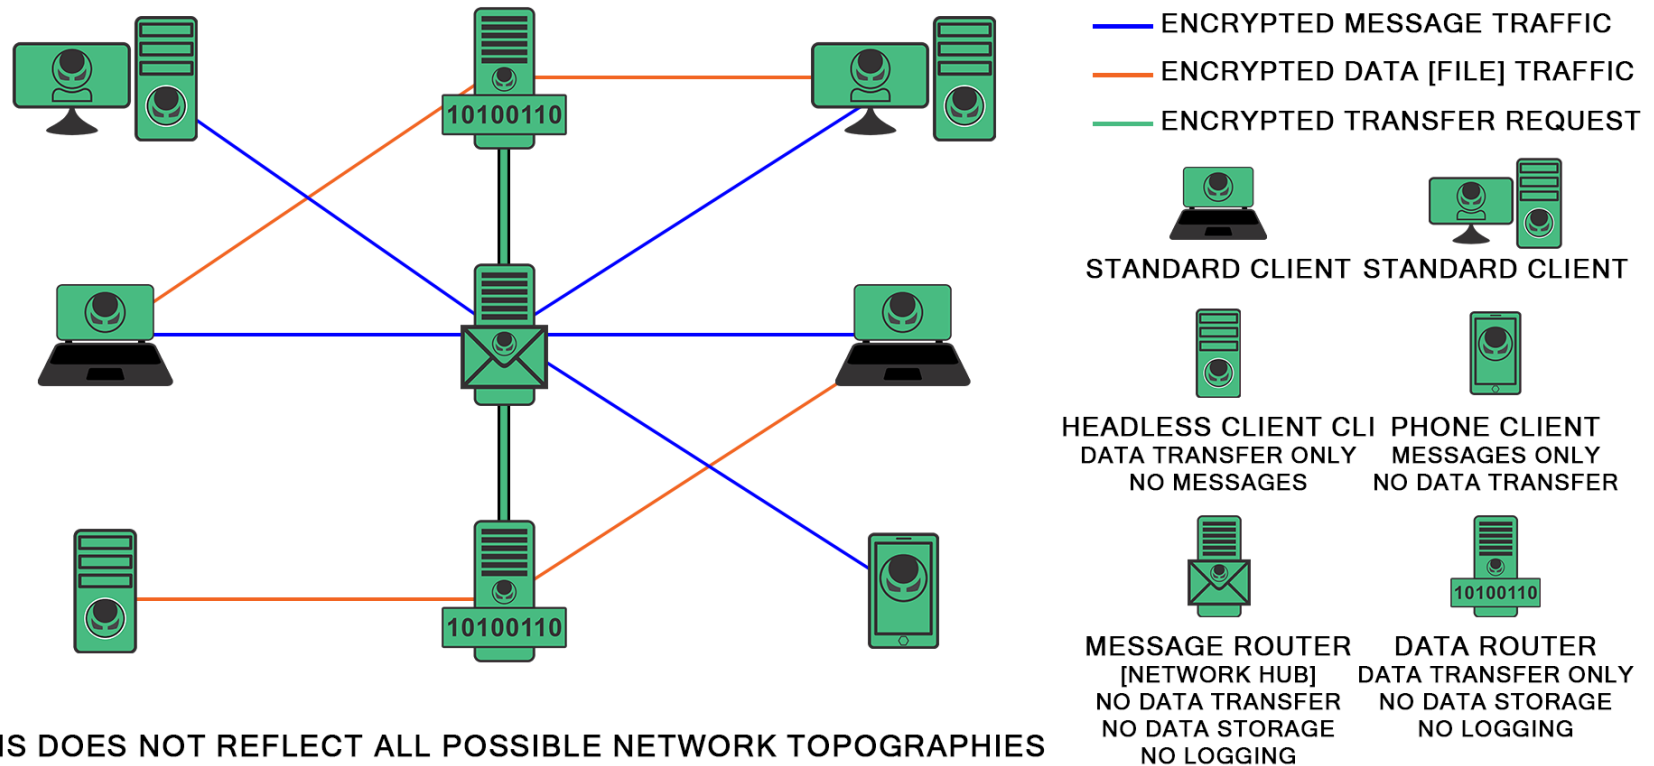 ENCRYPTED MESSAGE TRAFFIC
ENCRYPTED DATA [FILE] TRAFFIC
ENCRYPTED TRANSFER REQUEST
10100110
10100110
STANDARD CLIENT
STANDARD CLIENT
HEADLESS CLIENT CLI
DATA TRANSFER ONLY
NO MESSAGES
PHONE CLIENT
MESSAGES ONLY
NO DATA TRANSFER
10100110
MESSAGE ROUTER
[NETWORK HUB]
NO DATA TRANSFER
NO DATA STORAGE
NO LOGGING
DATA ROUTER
DATA TRANSFER ONLY
NO DATA STORAGE
NO LOGGING
IS DOES NOT REFLECT ALL POSSIBLE NETWORK TOPOGRAPHIES